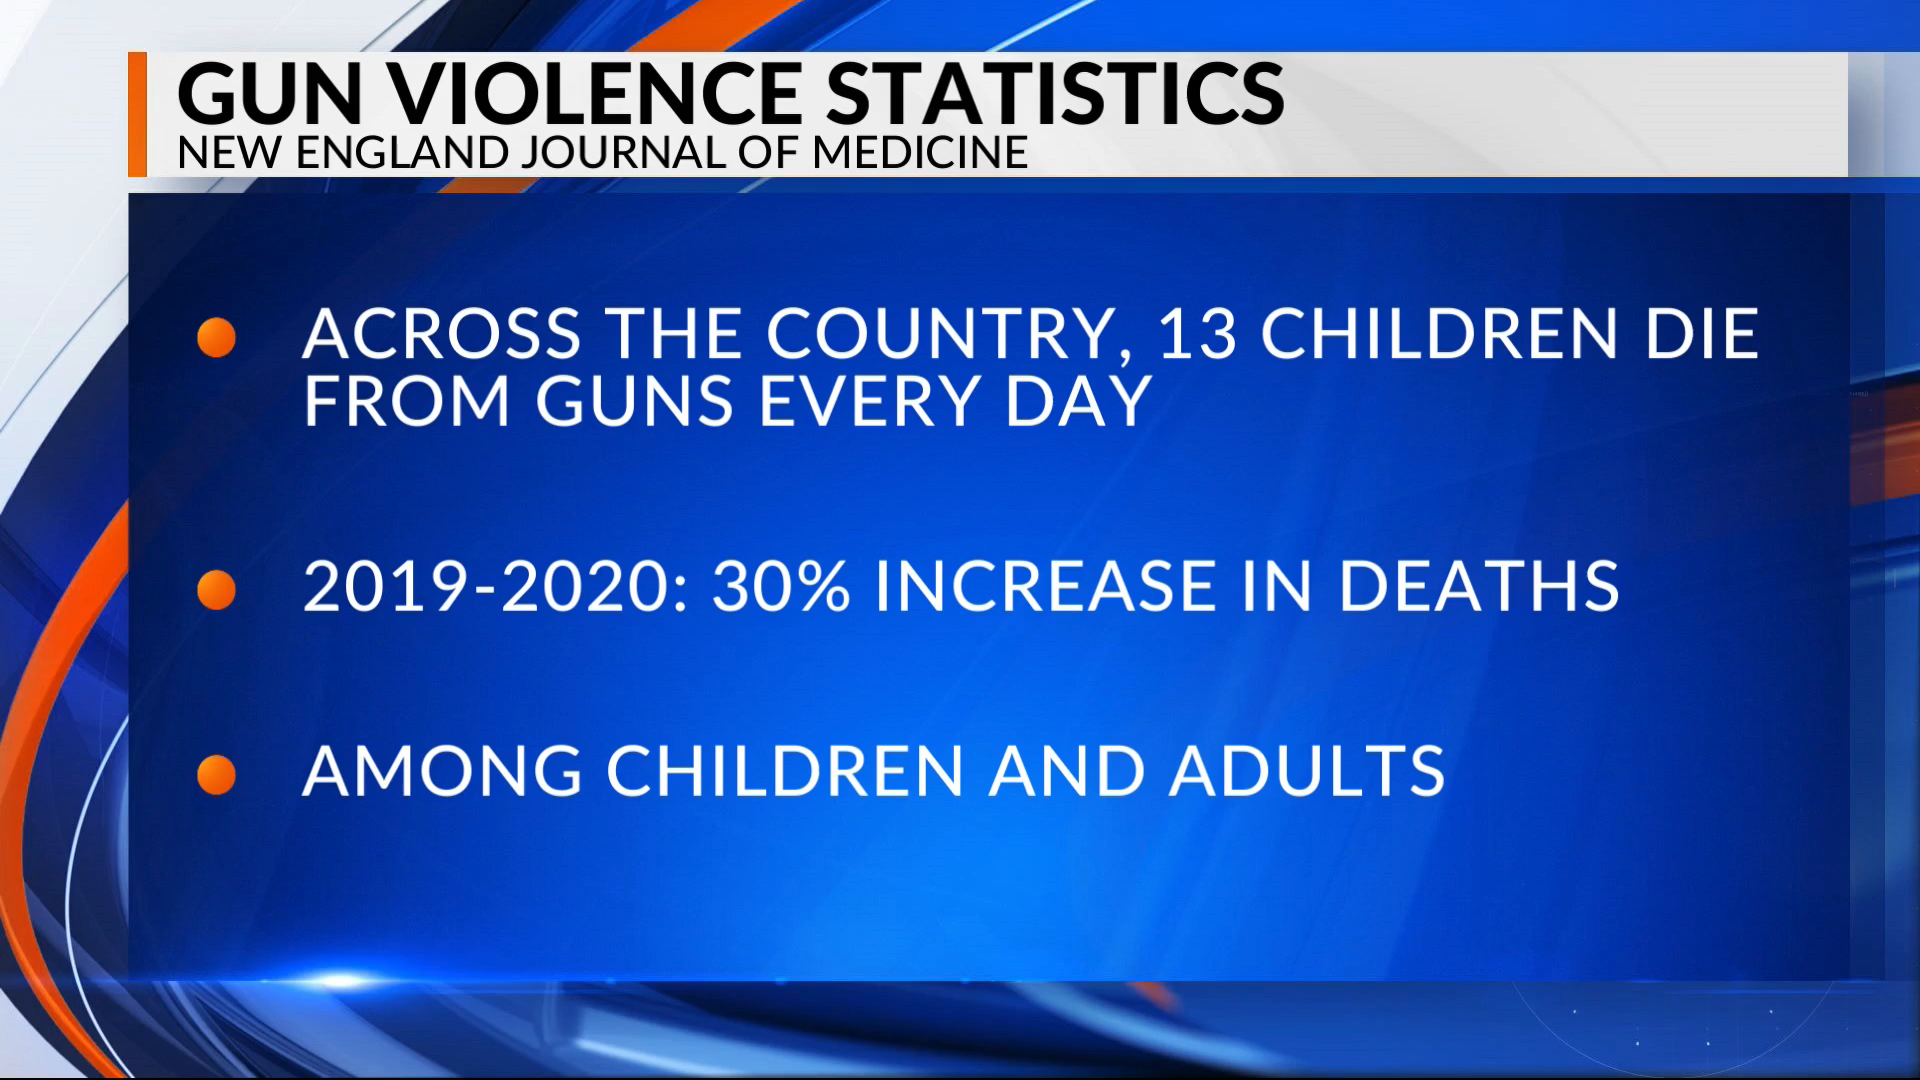 GUN VIOLENCE STATISTICS
NEW ENGLAND JOURNAL OF MEDICINE
ACROSS THE COUNTRY, 13 CHILDREN DIE
FROM GUNS EVERY DAY
2019-2020: 30% INCREASE IN DEATHS
AMONG CHILDREN AND ADULTS